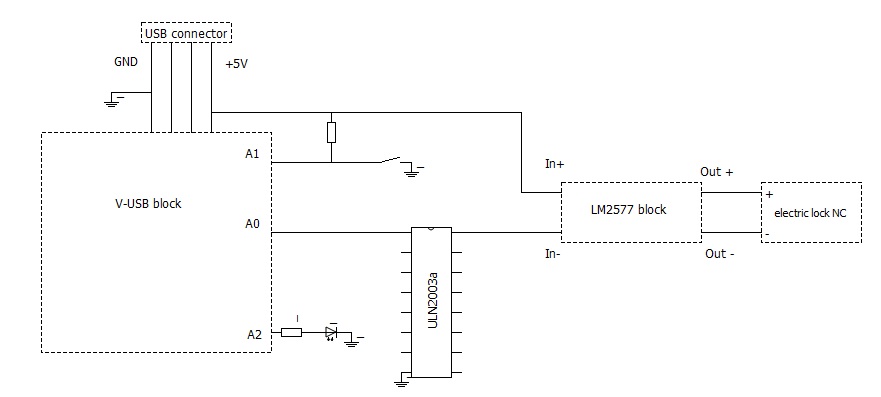 USB connector
GND
+5V
A1
In+
Out +
V-USB block
LM2577 block
+
electric lock NC
-
A0
In-
Out -
ULN2003a
A2